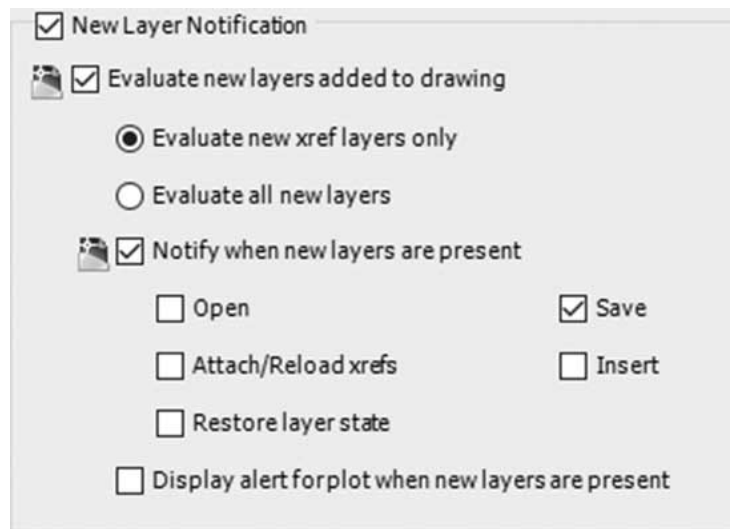 New Layer Notification
Evaluate new layers added to drawing
Evaluate new xref layers only
Evaluate all new layers
Notify when new layers are present
Open Save
Attach/Reload xrefs Insert
Restore layer state
Display alert for plot when new layers are present